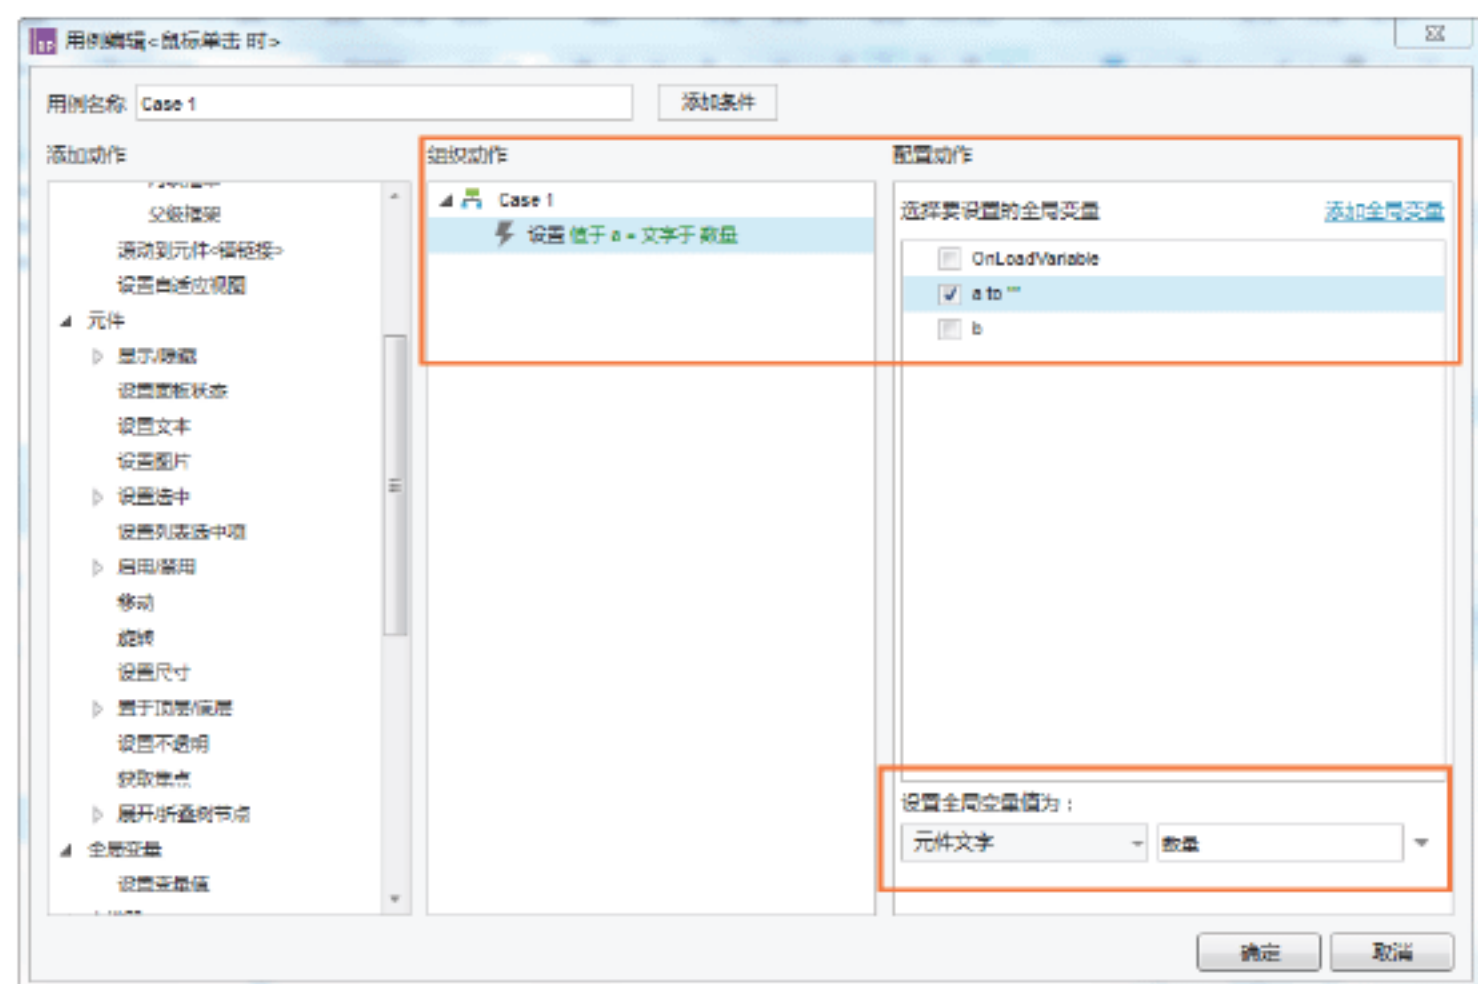 用例编辑<鼠标单击 时>
用例名称 Case 1 添加条件
添加动作
父级框架
滚动到元件<锚链接>
设置自适应视图
元件
显示/隐藏
设置面板状态
设置文本
设置图片
设置选中
设置列表选中项
启用/禁用
移动
旋转
设置尺寸
置于顶层/底层
设置不透明
获取焦点
展开/折叠树节点
全局变量
设置变量值
组织动作
Case 1
设置 值于 a = 文字于 数量
配置动作
选择要设置的全局变量 添加全局变量
OnLoadVariable
a to ""
b
设置全局变量值为：
元件文字 数量
确定 取消